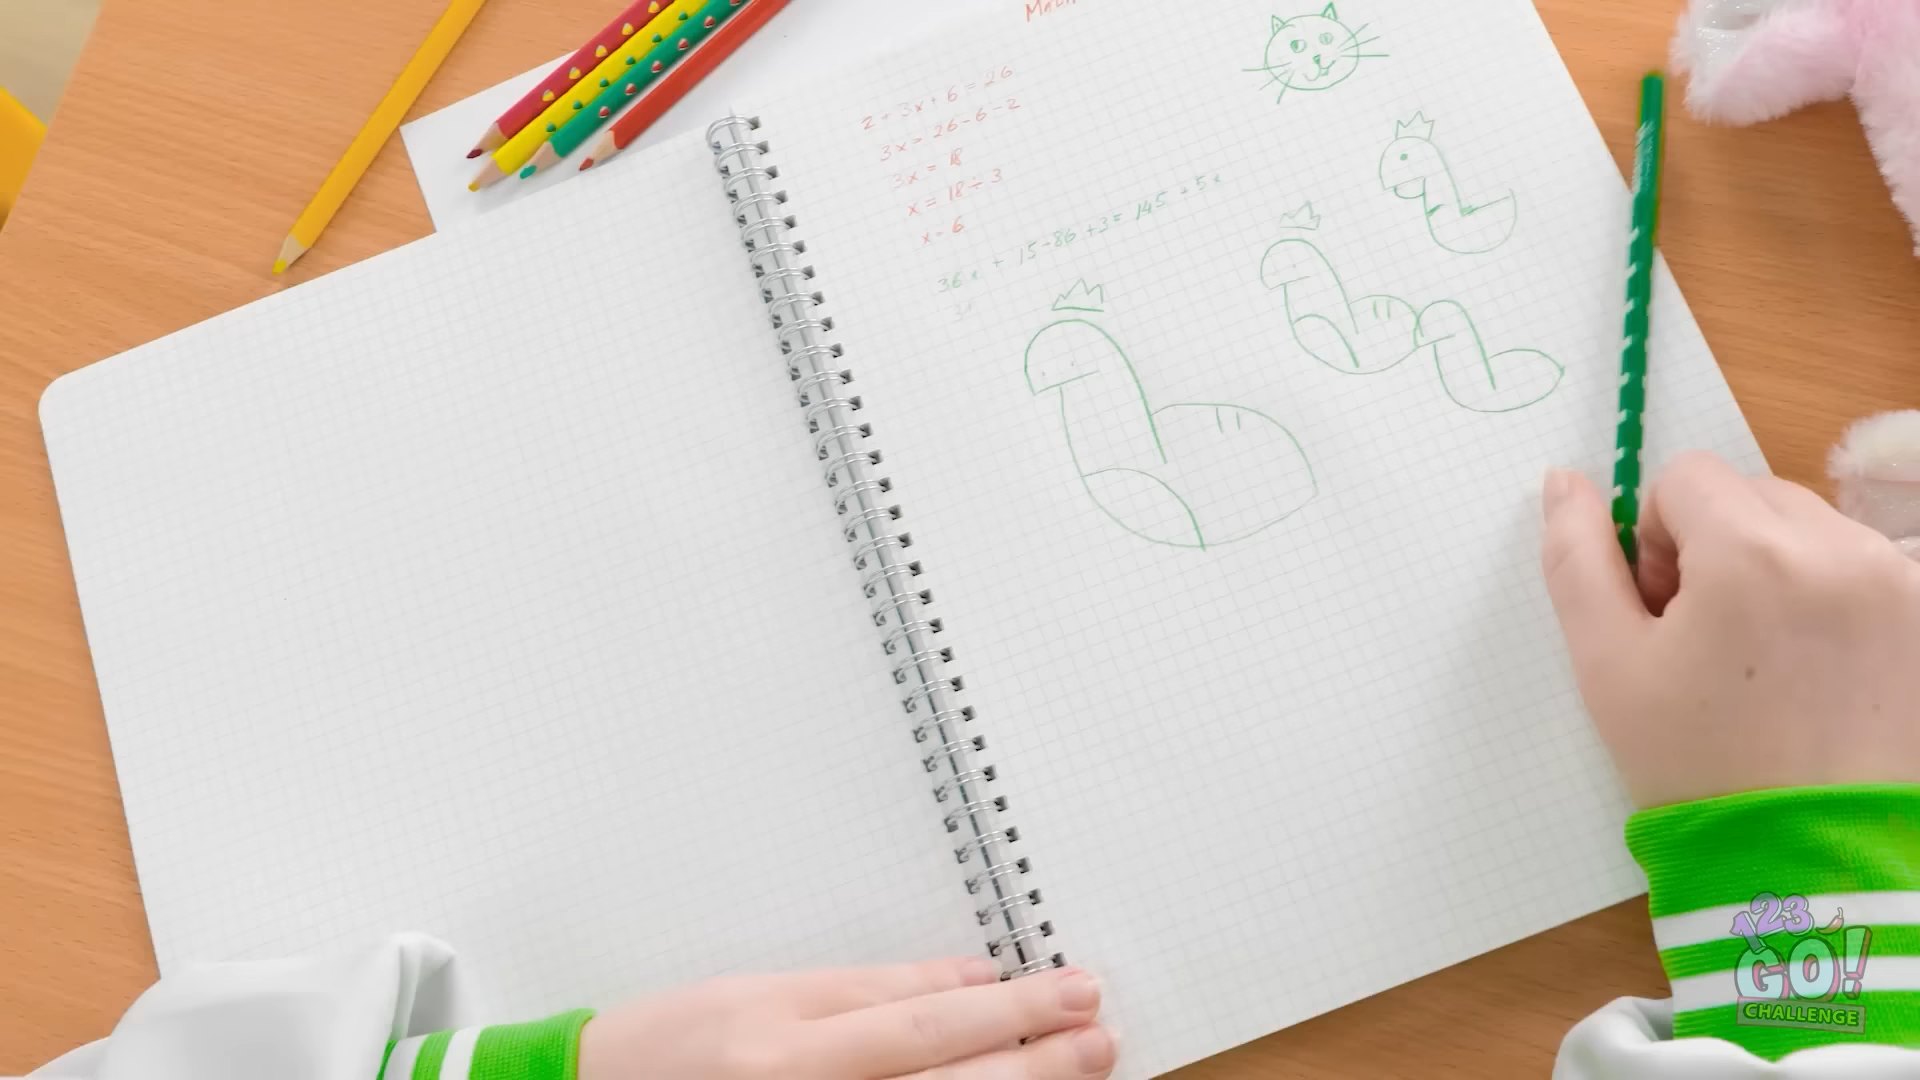 2+3x+6=26
3x=26-6-2
3x=18
x=18÷3
x=6
36x + 15-86+3= 145+5x
123
GO!
CHALLENGE